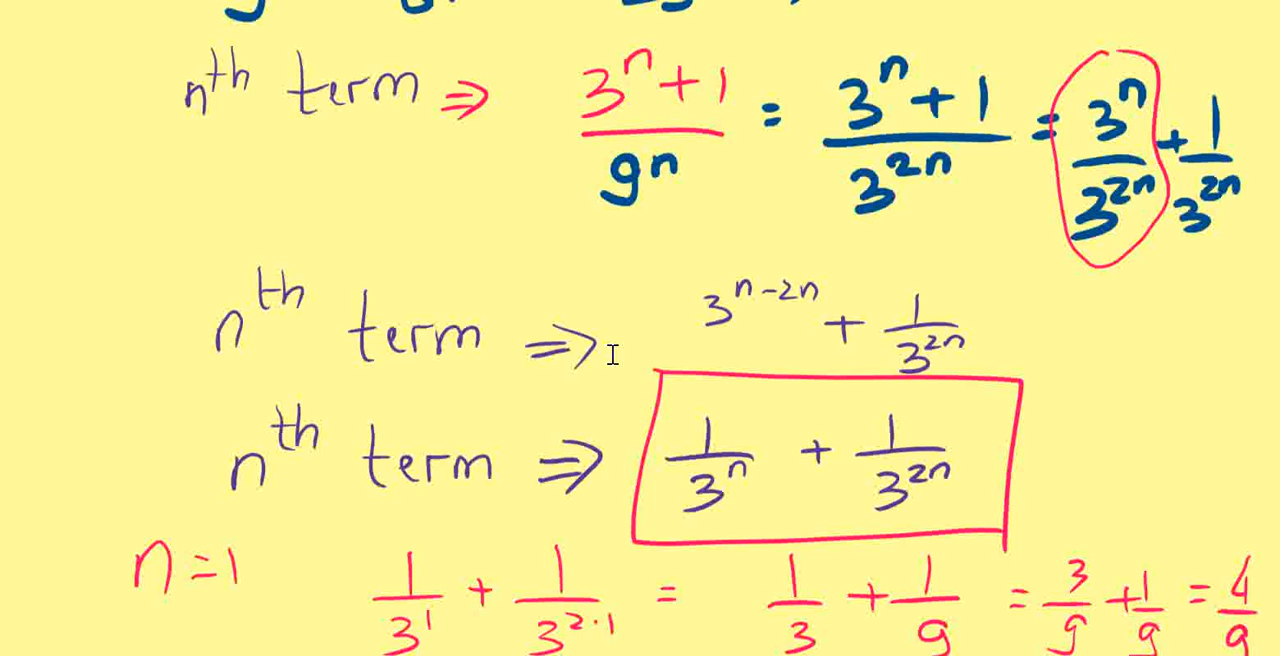 nth term ⇒ (3^n + 1)/(9^n) = (3^n + 1)/(3^(2n)) = 3^n/3^(2n) + 1/3^(2n)
nth term ⇒ 3^(n-2n) + 1/3^(2n)
nth term ⇒ 1/3^n + 1/3^(2n)
n = 1 1/3^1 + 1/3^(2·1) = 1/3 + 1/9 = 3/9 + 1/9 = 4/9